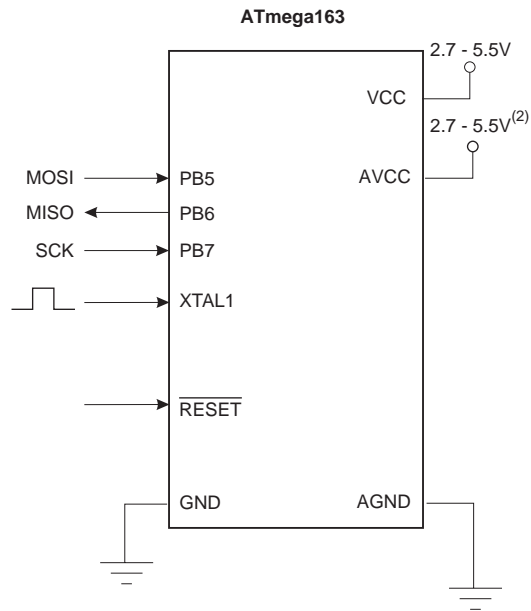 ATmega163
2.7 - 5.5V
VCC
2.7 - 5.5V(2)
AVCC
MOSI
PB5
MISO
PB6
SCK
PB7
XTAL1
RESET
GND
AGND